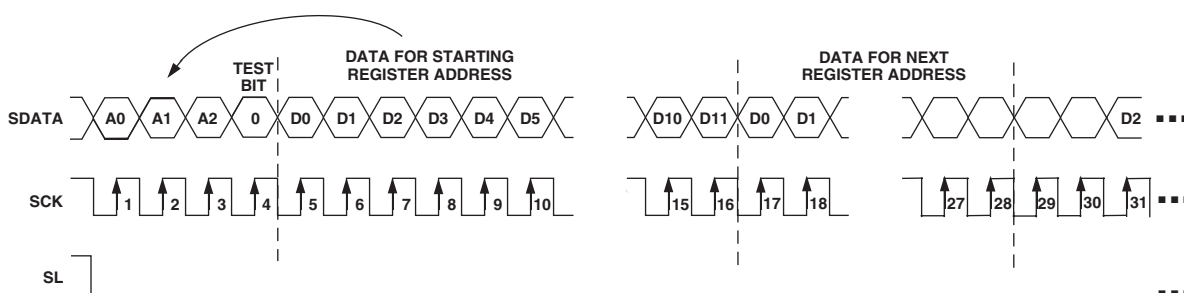 DATA FOR STARTING
REGISTER ADDRESS
DATA FOR NEXT
REGISTER ADDRESS
TEST
BIT
SDATA A0 A1 A2 0 D0 D1 D2 D3 D4 D5 D10 D11 D0 D1 D2
SCK 1 2 3 4 5 6 7 8 9 10 15 16 17 18 27 28 29 30 31
SL